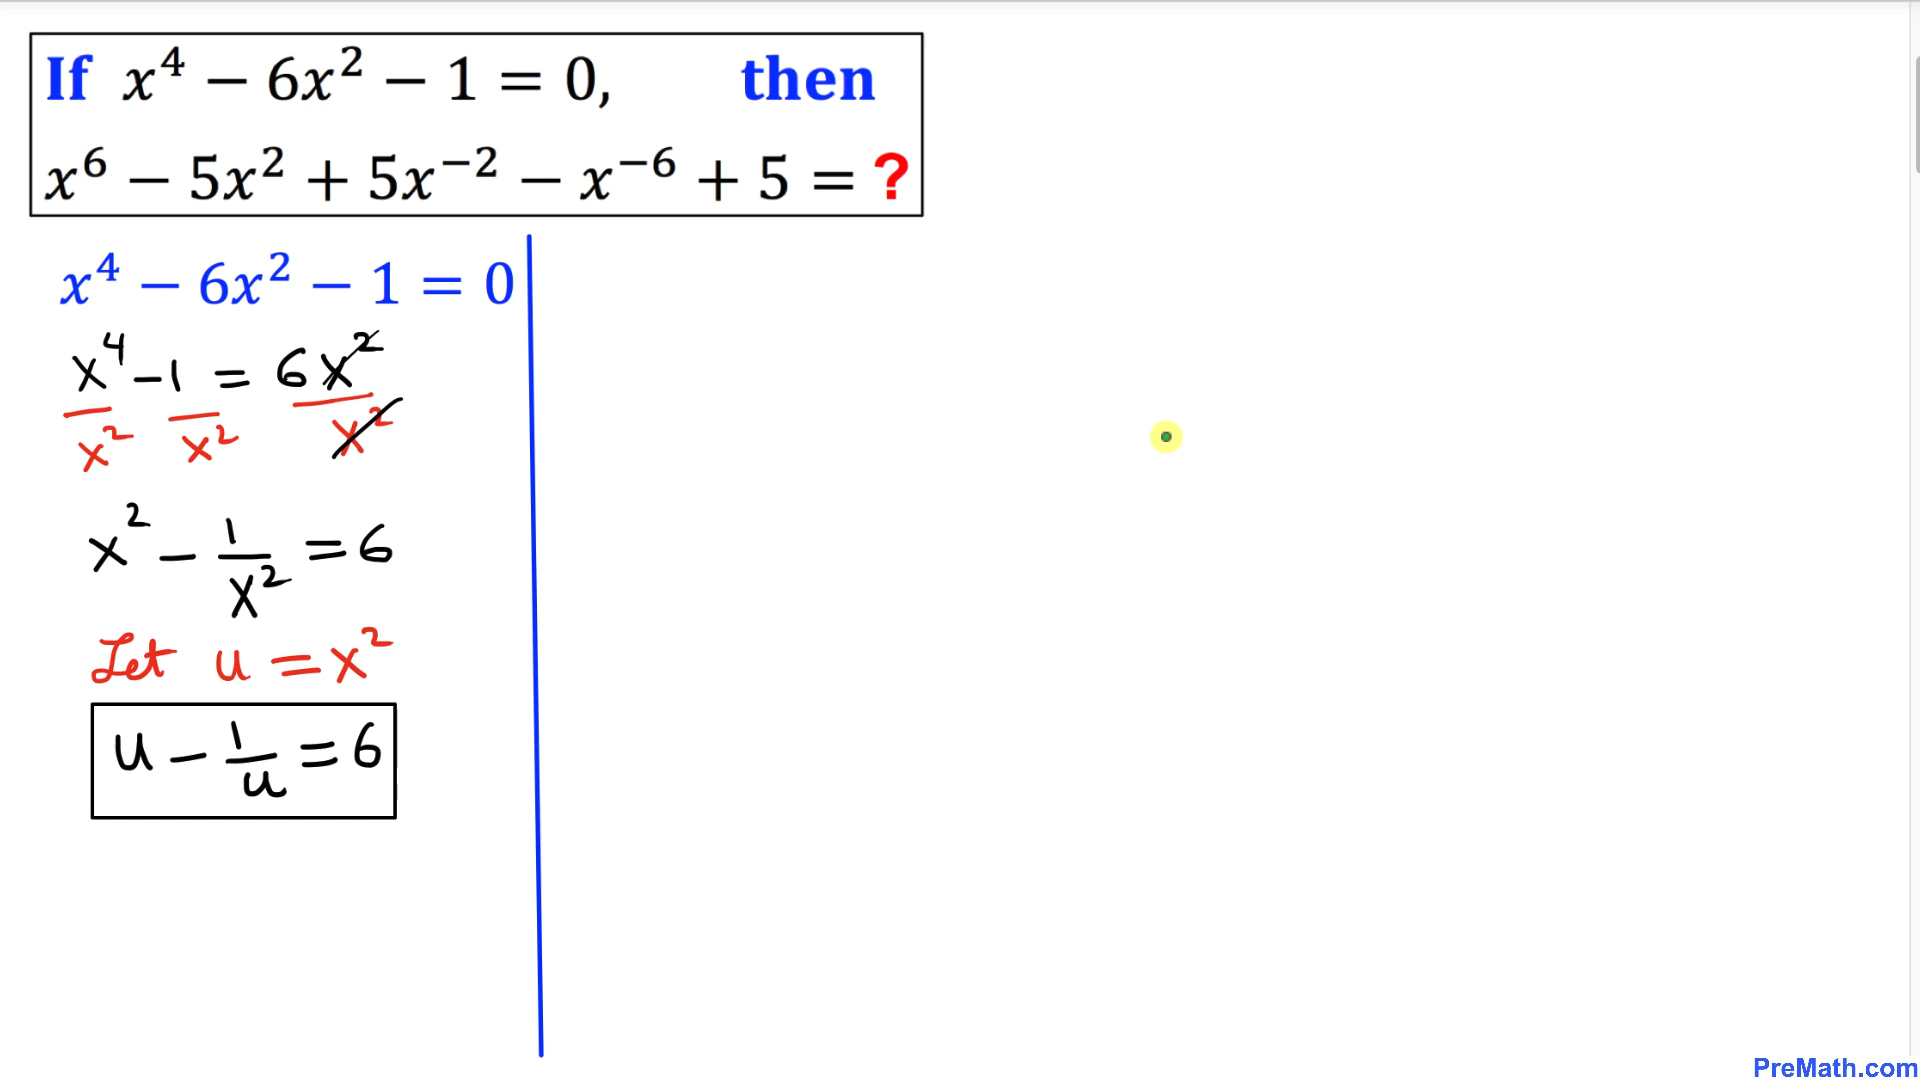 If x⁴ − 6x² − 1 = 0, then
x⁶ − 5x² + 5x⁻² − x⁻⁶ + 5 = ?
x⁴ − 6x² − 1 = 0
x⁴/x² − 1/x² = 6x²/x²
x² − 1/x² = 6
Let u = x²
u − 1/u = 6
PreMath.com